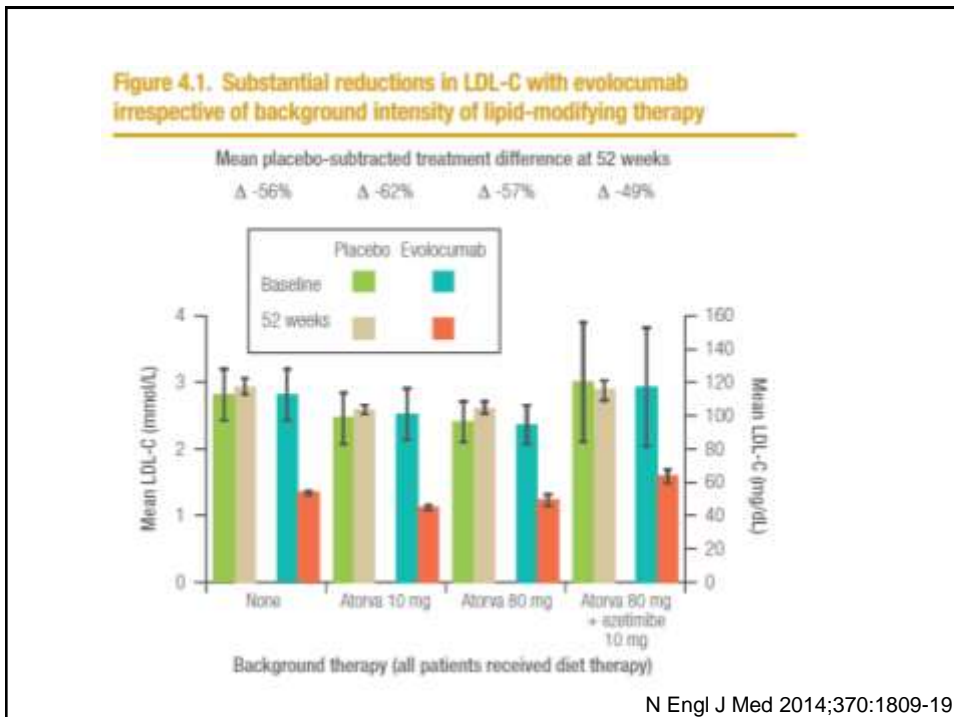 Figure 4.1. Substantial reductions in LDL-C with evolocumab
irrespective of background intensity of lipid-modifying therapy
Mean placebo-subtracted treatment difference at 52 weeks
Δ -56% Δ -62% Δ -57% Δ -49%
Placebo Evolocumab
Baseline
52 weeks
Mean LDL-C (mmol/L)
4
3
2
1
0
160
140
120
100
80
60
40
20
0
Mean LDL-C (mg/dL)
None Atorva 10 mg Atorva 80 mg Atorva 80 mg
+ ezetimibe
10 mg
Background therapy (all patients received diet therapy)
N Engl J Med 2014;370:1809-19